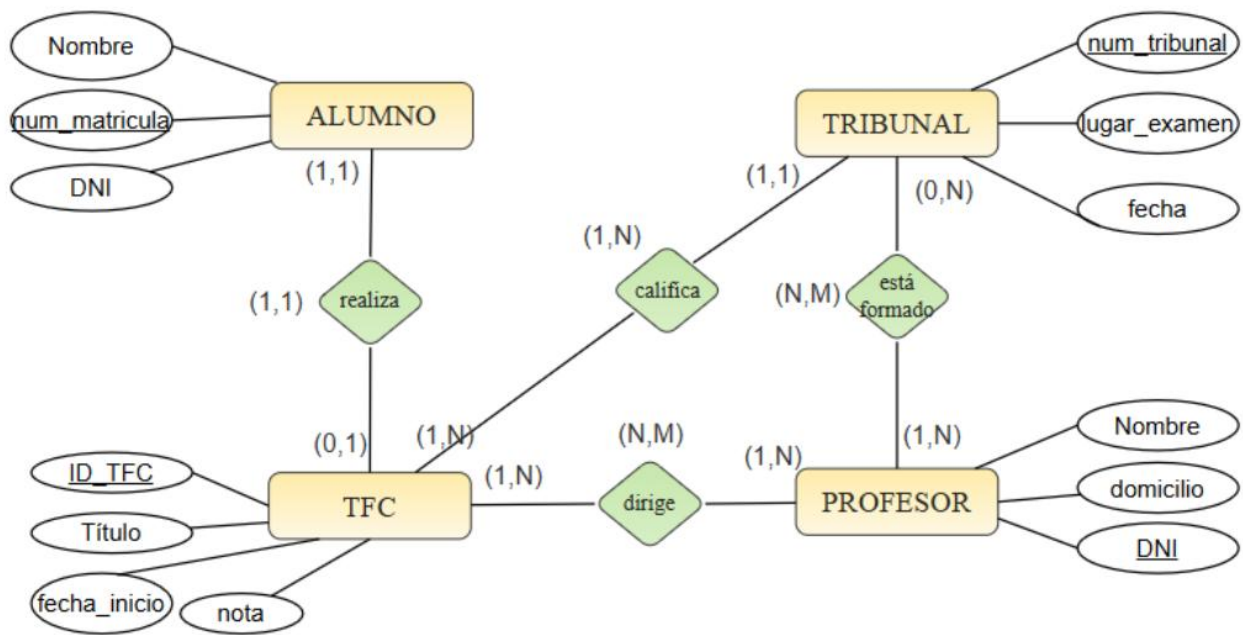 Nombre
num_tribunal
ALUMNO
TRIBUNAL
num_matricula
lugar_examen
DNI
(1,1)
(1,1)
(0,N)
fecha
(1,N)
(1,1)
realiza
califica
(N,M)
está
formado
(0,1)
(1,N)
(N,M)
(1,N)
Nombre
ID_TFC
(1,N)
(1,N)
domicilio
TFC
dirige
PROFESOR
Título
DNI
fecha_inicio
nota